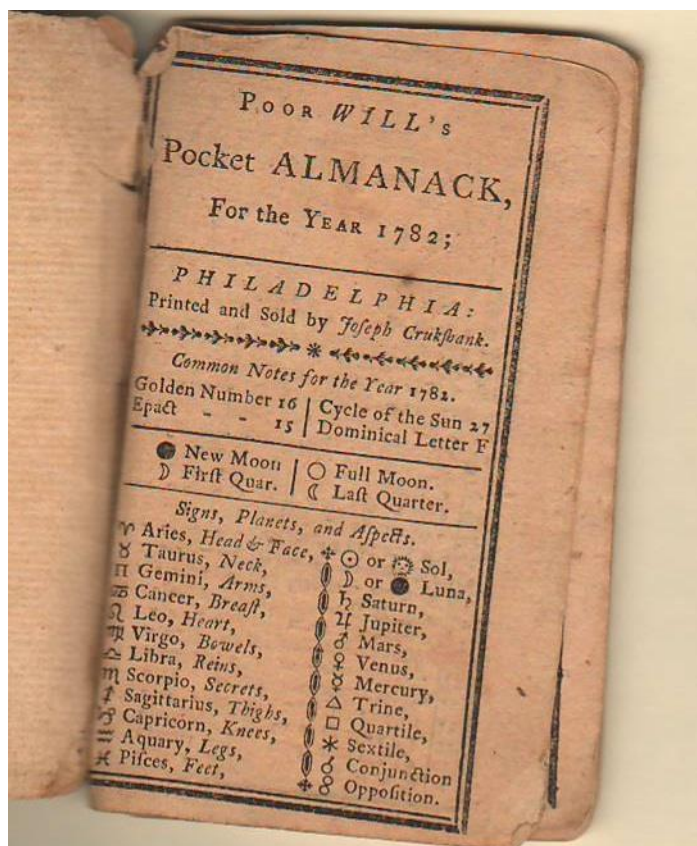 POOR WILL's
Pocket ALMANACK,
For the YEAR 1782;
PHILADELPHIA:
Printed and Sold by Joſeph Crukſhank.
Common Notes for the Year 1782.
Golden Number 16 | Cycle of the Sun 27
Epact - - 15 | Dominical Letter F
● New Moon | ○ Full Moon.
☽ Firſt Quar. | ☾ Laſt Quarter.
Signs, Planets, and Aſpects.
♈ Aries, Head & Face, ☉ or 🌞 Sol,
♉ Taurus, Neck, ☽ or ● Luna,
♊ Gemini, Arms, ♄ Saturn,
♋ Cancer, Breaſt, ♃ Jupiter,
♌ Leo, Heart, ♂ Mars,
♍ Virgo, Bowels, ♀ Venus,
♎ Libra, Reins, ☿ Mercury,
♏ Scorpio, Secrets, △ Trine,
♐ Sagittarius, Thighs, □ Quartile,
♑ Capricorn, Knees, ⚹ Sextile,
♒ Aquary, Legs, ☌ Conjunction
♓ Piſces, Feet, ☍ Oppoſition.